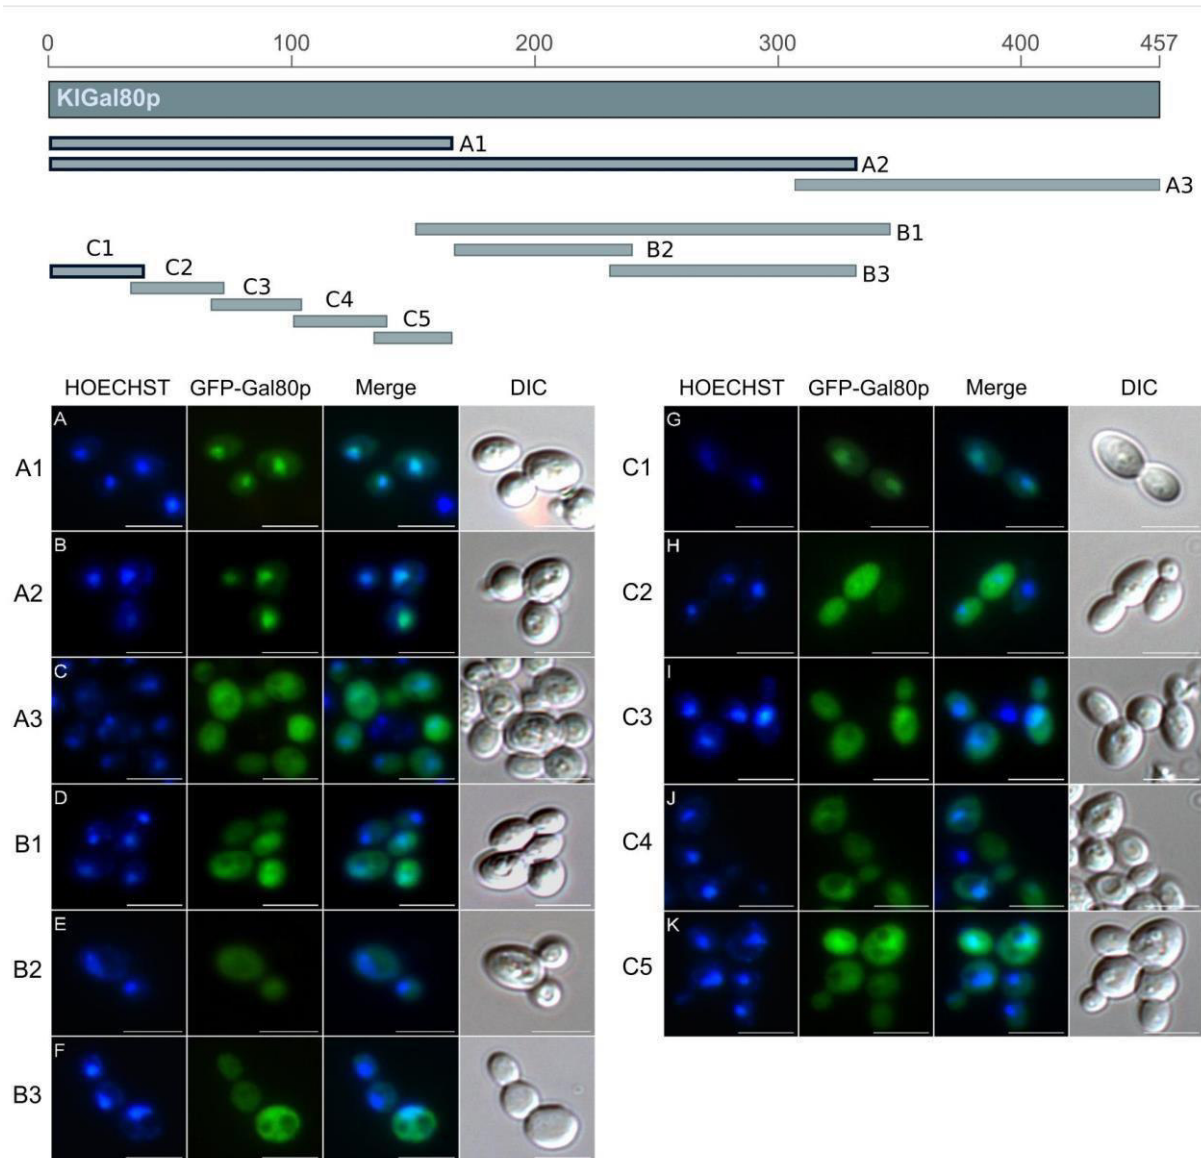 0 100 200 300 400 457
KlGal80p
A1
A2
A3
B1
C1
B2
C2
B3
C3
C4
C5
HOECHST GFP-Gal80p Merge DIC
HOECHST GFP-Gal80p Merge DIC
A
A1
B
A2
C
A3
D
B1
E
B2
F
B3
G
C1
H
C2
I
C3
J
C4
K
C5